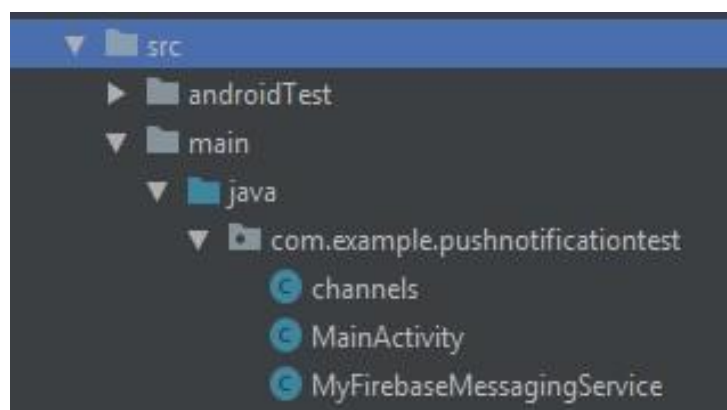 src
androidTest
main
java
com.example.pushnotificationtest
channels
MainActivity
MyFirebaseMessagingService